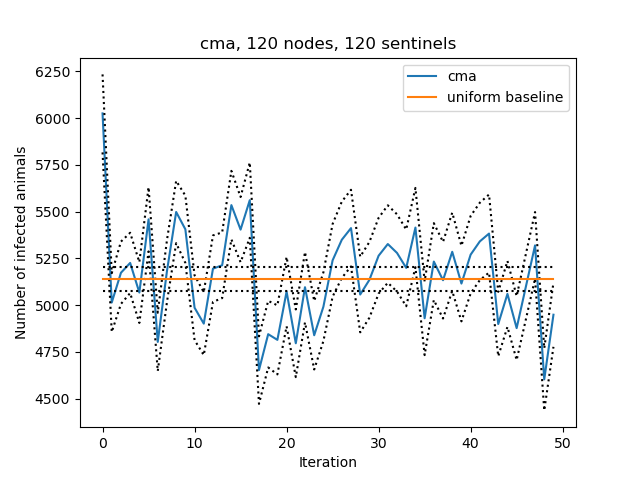 cma, 120 nodes, 120 sentinels
cma
uniform baseline
Number of infected animals
6250
6000
5750
5500
5250
5000
4750
4500
0 10 20 30 40 50
Iteration